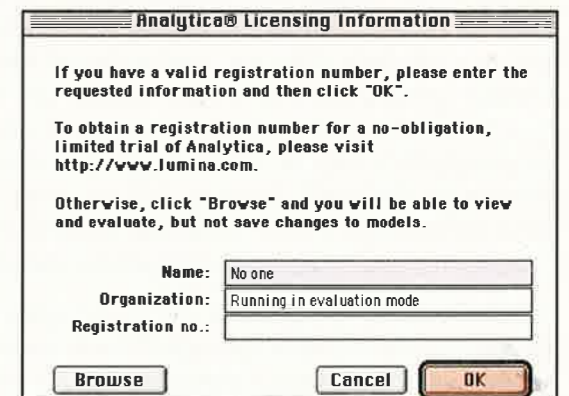 Analytica® Licensing Information
If you have a valid registration number, please enter the
requested information and then click "OK".
To obtain a registration number for a no-obligation,
limited trial of Analytica, please visit
http://www.lumina.com.
Otherwise, click "Browse" and you will be able to view
and evaluate, but not save changes to models.
Name: No one
Organization: Running in evaluation mode
Registration no.:
Browse Cancel OK